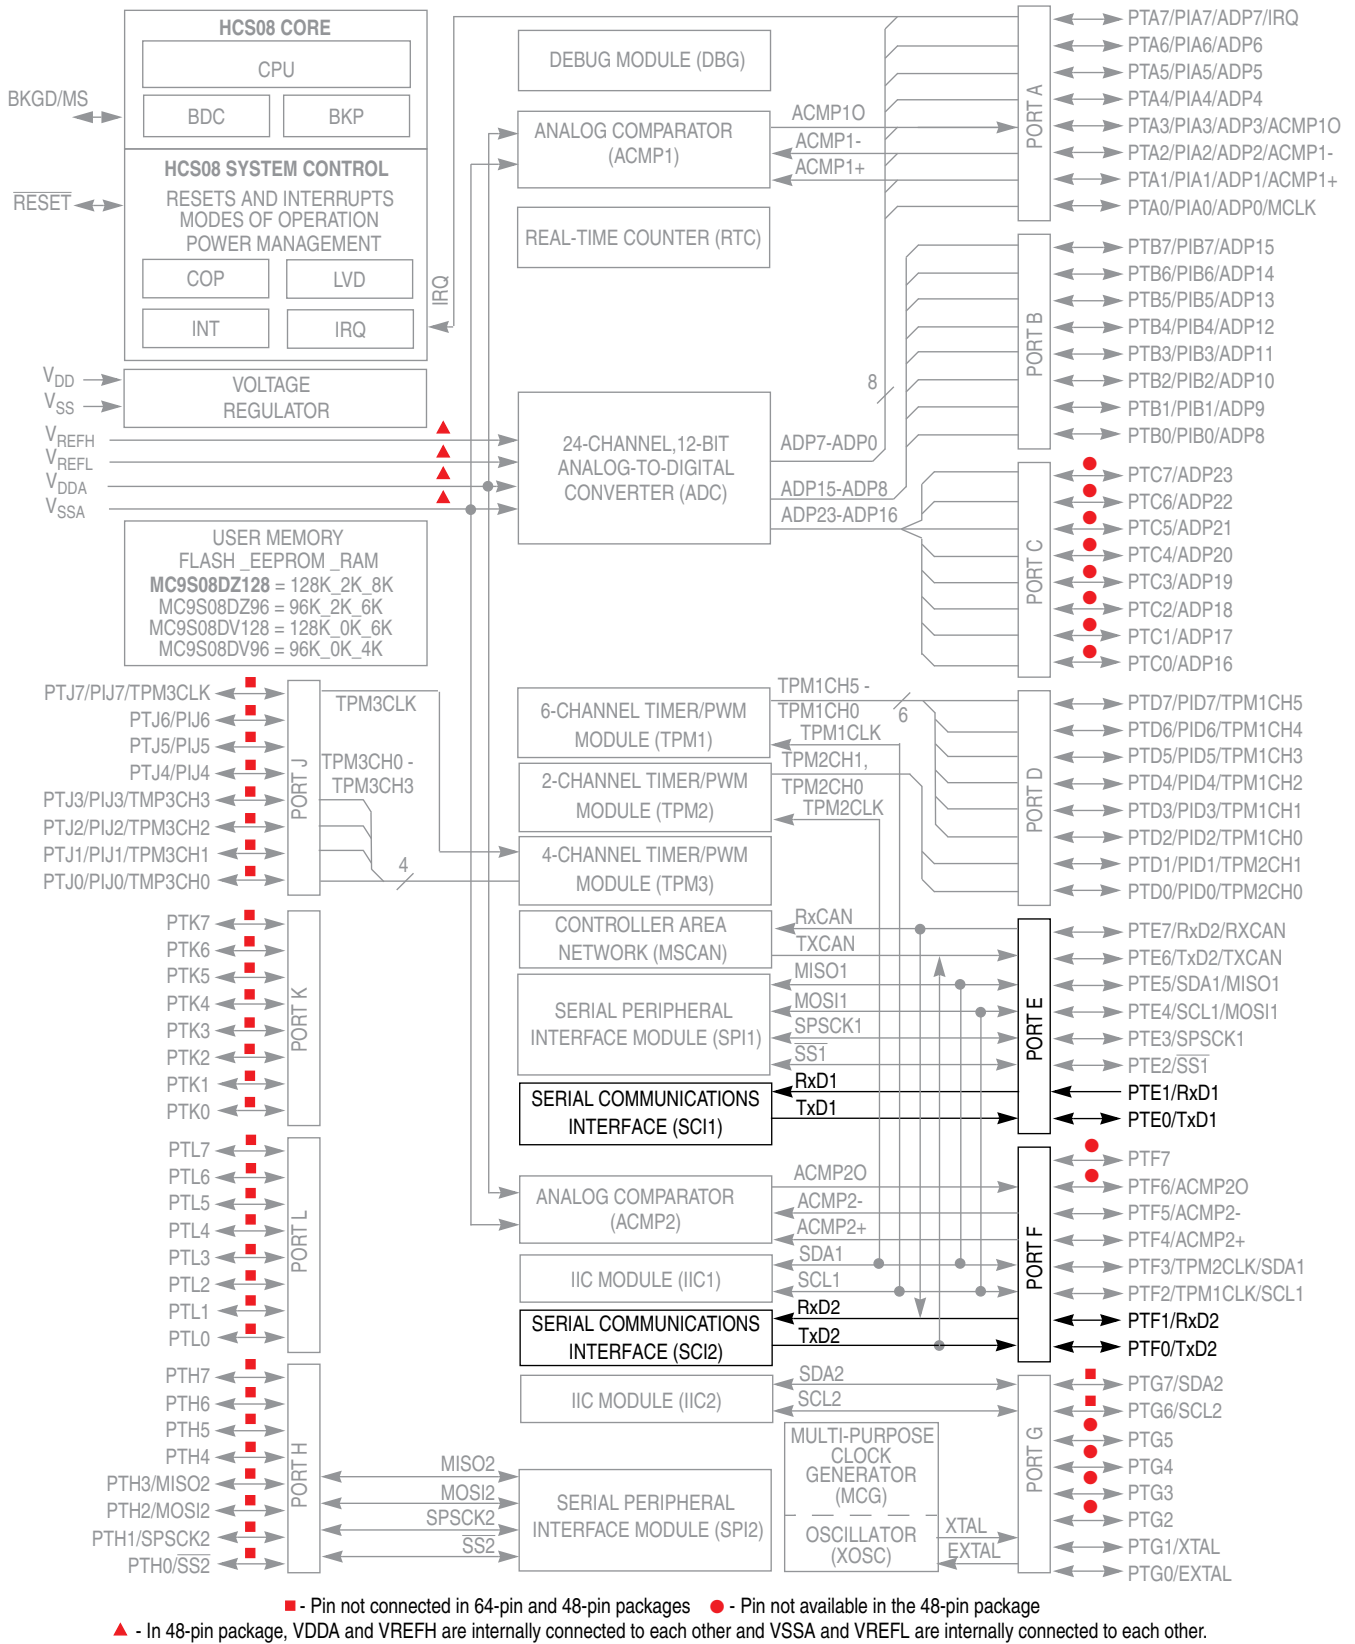 HCS08 CORE
CPU
BDC
BKP
BKGD/MS
HCS08 SYSTEM CONTROL
RESETS AND INTERRUPTS
MODES OF OPERATION
POWER MANAGEMENT
COP
LVD
INT
IRQ
RESET
IRQ
VDD
VSS
VOLTAGE
REGULATOR
VREFH
VREFL
VDDA
VSSA
USER MEMORY
FLASH _EEPROM _RAM
MC9S08DZ128 = 128K_2K_8K
MC9S08DZ96 = 96K_2K_6K
MC9S08DV128 = 128K_0K_6K
MC9S08DV96 = 96K_0K_4K
DEBUG MODULE (DBG)
ANALOG COMPARATOR
(ACMP1)
ACMP1O
ACMP1-
ACMP1+
REAL-TIME COUNTER (RTC)
24-CHANNEL,12-BIT
ANALOG-TO-DIGITAL
CONVERTER (ADC)
8
ADP7-ADP0
ADP15-ADP8
ADP23-ADP16
PORT A
PTA7/PIA7/ADP7/IRQ
PTA6/PIA6/ADP6
PTA5/PIA5/ADP5
PTA4/PIA4/ADP4
PTA3/PIA3/ADP3/ACMP1O
PTA2/PIA2/ADP2/ACMP1-
PTA1/PIA1/ADP1/ACMP1+
PTA0/PIA0/ADP0/MCLK
PORT B
PTB7/PIB7/ADP15
PTB6/PIB6/ADP14
PTB5/PIB5/ADP13
PTB4/PIB4/ADP12
PTB3/PIB3/ADP11
PTB2/PIB2/ADP10
PTB1/PIB1/ADP9
PTB0/PIB0/ADP8
PORT C
PTC7/ADP23
PTC6/ADP22
PTC5/ADP21
PTC4/ADP20
PTC3/ADP19
PTC2/ADP18
PTC1/ADP17
PTC0/ADP16
PTJ7/PIJ7/TPM3CLK
PTJ6/PIJ6
PTJ5/PIJ5
PTJ4/PIJ4
PTJ3/PIJ3/TMP3CH3
PTJ2/PIJ2/TPM3CH2
PTJ1/PIJ1/TPM3CH1
PTJ0/PIJ0/TMP3CH0
PORT J
TPM3CLK
TPM3CH0 -
TPM3CH3
4
6-CHANNEL TIMER/PWM
MODULE (TPM1)
TPM1CH5 -
TPM1CH0
6
TPM1CLK
2-CHANNEL TIMER/PWM
MODULE (TPM2)
TPM2CH1,
TPM2CH0
TPM2CLK
4-CHANNEL TIMER/PWM
MODULE (TPM3)
PORT D
PTD7/PID7/TPM1CH5
PTD6/PID6/TPM1CH4
PTD5/PID5/TPM1CH3
PTD4/PID4/TPM1CH2
PTD3/PID3/TPM1CH1
PTD2/PID2/TPM1CH0
PTD1/PID1/TPM2CH1
PTD0/PID0/TPM2CH0
PTK7
PTK6
PTK5
PTK4
PTK3
PTK2
PTK1
PTK0
PORT K
CONTROLLER AREA
NETWORK (MSCAN)
RxCAN
TXCAN
SERIAL PERIPHERAL
INTERFACE MODULE (SPI1)
MISO1
MOSI1
SPSCK1
SS1
SERIAL COMMUNICATIONS
INTERFACE (SCI1)
RxD1
TxD1
PORT E
PTE7/RxD2/RXCAN
PTE6/TxD2/TXCAN
PTE5/SDA1/MISO1
PTE4/SCL1/MOSI1
PTE3/SPSCK1
PTE2/SS1
PTE1/RxD1
PTE0/TxD1
PTL7
PTL6
PTL5
PTL4
PTL3
PTL2
PTL1
PTL0
PORT L
ANALOG COMPARATOR
(ACMP2)
ACMP2O
ACMP2-
ACMP2+
IIC MODULE (IIC1)
SDA1
SCL1
SERIAL COMMUNICATIONS
INTERFACE (SCI2)
RxD2
TxD2
PORT F
PTF7
PTF6/ACMP2O
PTF5/ACMP2-
PTF4/ACMP2+
PTF3/TPM2CLK/SDA1
PTF2/TPM1CLK/SCL1
PTF1/RxD2
PTF0/TxD2
PTH7
PTH6
PTH5
PTH4
PTH3/MISO2
PTH2/MOSI2
PTH1/SPSCK2
PTH0/SS2
PORT H
MISO2
MOSI2
SPSCK2
SS2
IIC MODULE (IIC2)
SDA2
SCL2
SERIAL PERIPHERAL
INTERFACE MODULE (SPI2)
MULTI-PURPOSE
CLOCK
GENERATOR
(MCG)
OSCILLATOR
(XOSC)
XTAL
EXTAL
PORT G
PTG7/SDA2
PTG6/SCL2
PTG5
PTG4
PTG3
PTG2
PTG1/XTAL
PTG0/EXTAL
- Pin not connected in 64-pin and 48-pin packages
- Pin not available in the 48-pin package
- In 48-pin package, VDDA and VREFH are internally connected to each other and VSSA and VREFL are internally connected to each other.